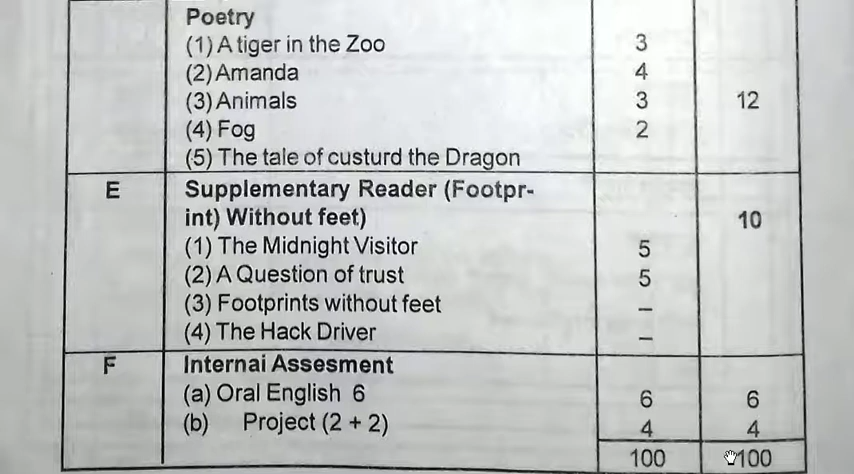 Poetry
(1) A tiger in the Zoo 3
(2) Amanda 4
(3) Animals 3 12
(4) Fog 2
(5) The tale of custurd the Dragon
E Supplementary Reader (Footpr-
int) Without feet) 10
(1) The Midnight Visitor 5
(2) A Question of trust 5
(3) Footprints without feet –
(4) The Hack Driver –
F Internai Assesment
(a) Oral English 6 6 6
(b) Project (2 + 2) 4 4
100 100